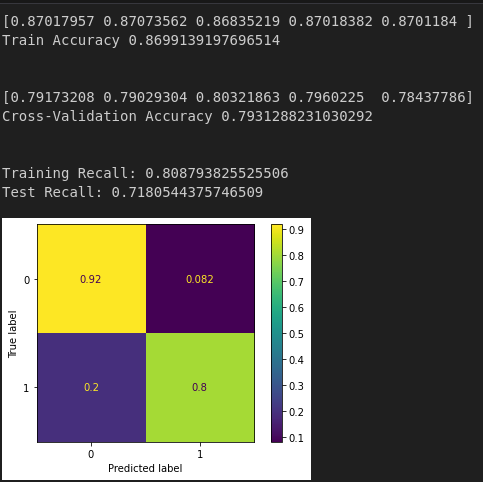 [0.87017957 0.87073562 0.86835219 0.87018382 0.8701184 ]
Train Accuracy 0.8699139197696514
[0.79173208 0.79029304 0.80321863 0.7960225  0.78437786]
Cross-Validation Accuracy 0.7931288231030292
Training Recall: 0.808793825525506
Test Recall: 0.7180544375746509
0.9
0.8
0.7
0.6
0.5
0.4
0.3
0.2
0.1
True label
0
0.92
0.082
1
0.2
0.8
0
1
Predicted label